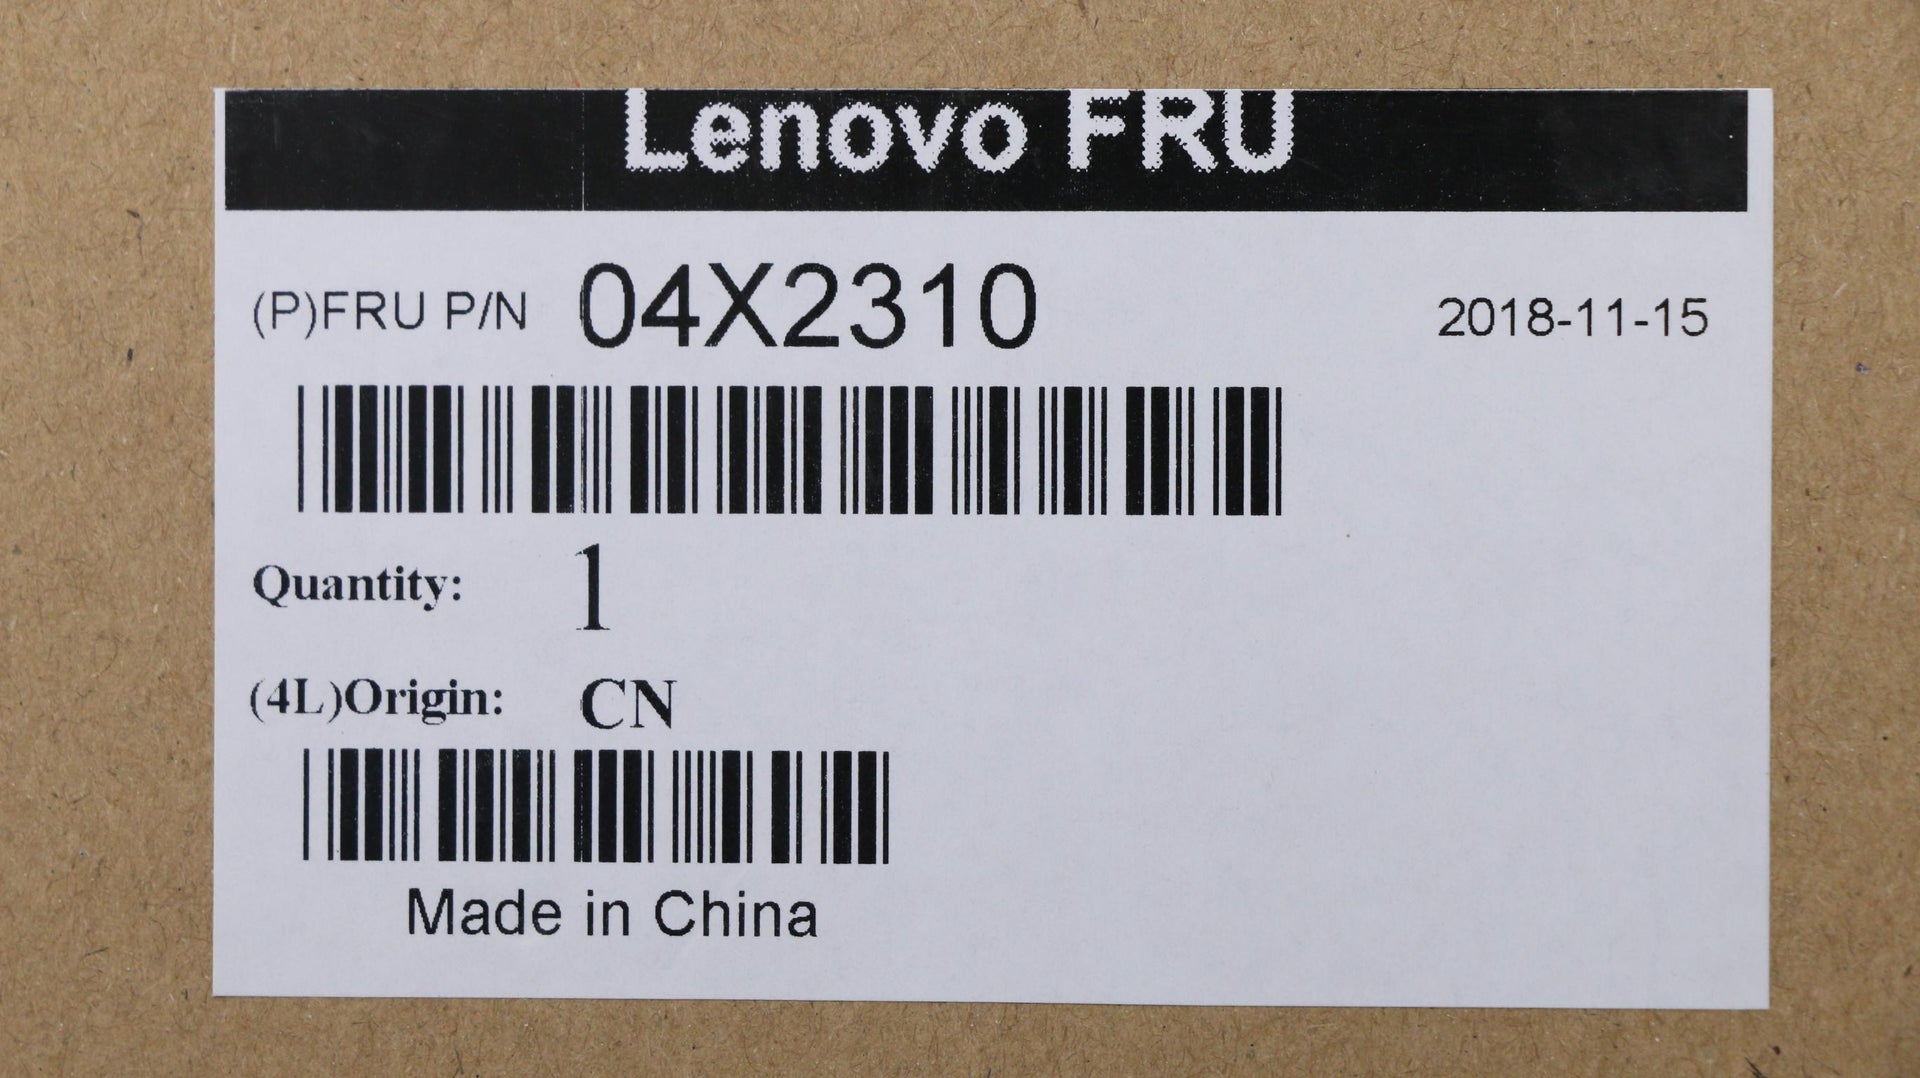 Lenovo FRU
(P)FRU P/N 04X2310 2018-11-15
Quantity: 1
(4L)Origin: CN
Made in China